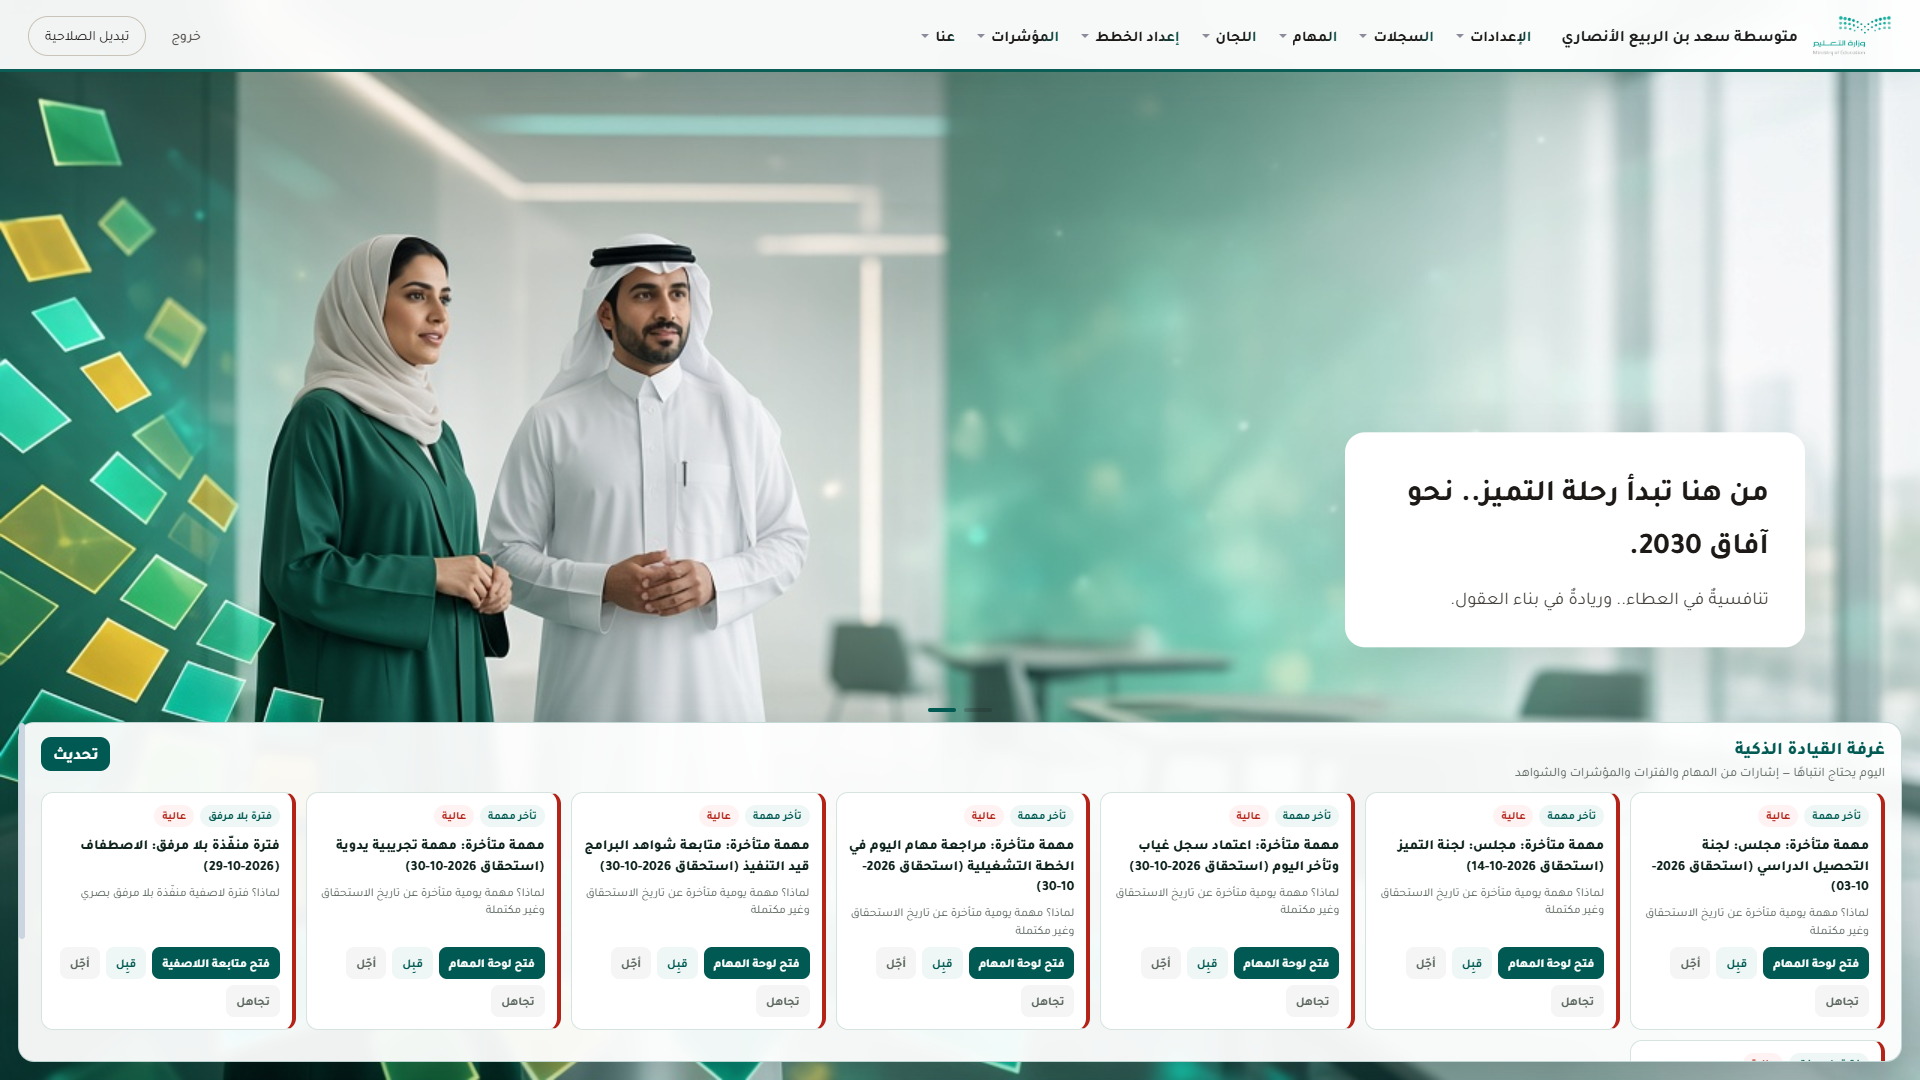 وزارة التعليم
Ministry of Education
متوسطة سعد بن الربيع الأنصاري
الإعدادات
السجلات
المهام
اللجان
إعداد الخطط
المؤشرات
عنا
خروج
تبديل الصلاحية
من هنا تبدأ رحلة التميز.. نحو
آفاق 2030.
تنافسيةٌ في العطاء.. وريادةٌ في بناء العقول.
غرفة القيادة الذكية
اليوم يحتاج انتباهًا — إشارات من المهام والفترات والمؤشرات والشواهد
تحديث
تأخر مهمة عالية
مهمة متأخرة: مجلس: لجنة
التحصيل الدراسي (استحقاق 2026-
10-03)
لماذا؟ مهمة يومية متأخرة عن تاريخ الاستحقاق
وغير مكتملة
فتح لوحة المهام قبِل أجّل
تجاهل
تأخر مهمة عالية
مهمة متأخرة: مجلس: لجنة التميز
(استحقاق 2026-10-14)
لماذا؟ مهمة يومية متأخرة عن تاريخ الاستحقاق
وغير مكتملة
فتح لوحة المهام قبِل أجّل
تجاهل
تأخر مهمة عالية
مهمة متأخرة: اعتماد سجل غياب
وتأخر اليوم (استحقاق 2026-10-30)
لماذا؟ مهمة يومية متأخرة عن تاريخ الاستحقاق
وغير مكتملة
فتح لوحة المهام قبِل أجّل
تجاهل
تأخر مهمة عالية
مهمة متأخرة: مراجعة مهام اليوم في
الخطة التشغيلية (استحقاق 2026-
10-30)
لماذا؟ مهمة يومية متأخرة عن تاريخ الاستحقاق
وغير مكتملة
فتح لوحة المهام قبِل أجّل
تجاهل
تأخر مهمة عالية
مهمة متأخرة: متابعة شواهد البرامج
قيد التنفيذ (استحقاق 2026-10-30)
لماذا؟ مهمة يومية متأخرة عن تاريخ الاستحقاق
وغير مكتملة
فتح لوحة المهام قبِل أجّل
تجاهل
تأخر مهمة عالية
مهمة متأخرة: مهمة تجريبية يدوية
(استحقاق 2026-10-30)
لماذا؟ مهمة يومية متأخرة عن تاريخ الاستحقاق
وغير مكتملة
فتح لوحة المهام قبِل أجّل
تجاهل
فترة بلا مرفق عالية
فترة منفّذة بلا مرفق: الاصطفاف
(2026-10-29)
لماذا؟ فترة لاصفية منفّذة بلا مرفق بصري
فتح متابعة اللاصفية قبِل أجّل
تجاهل